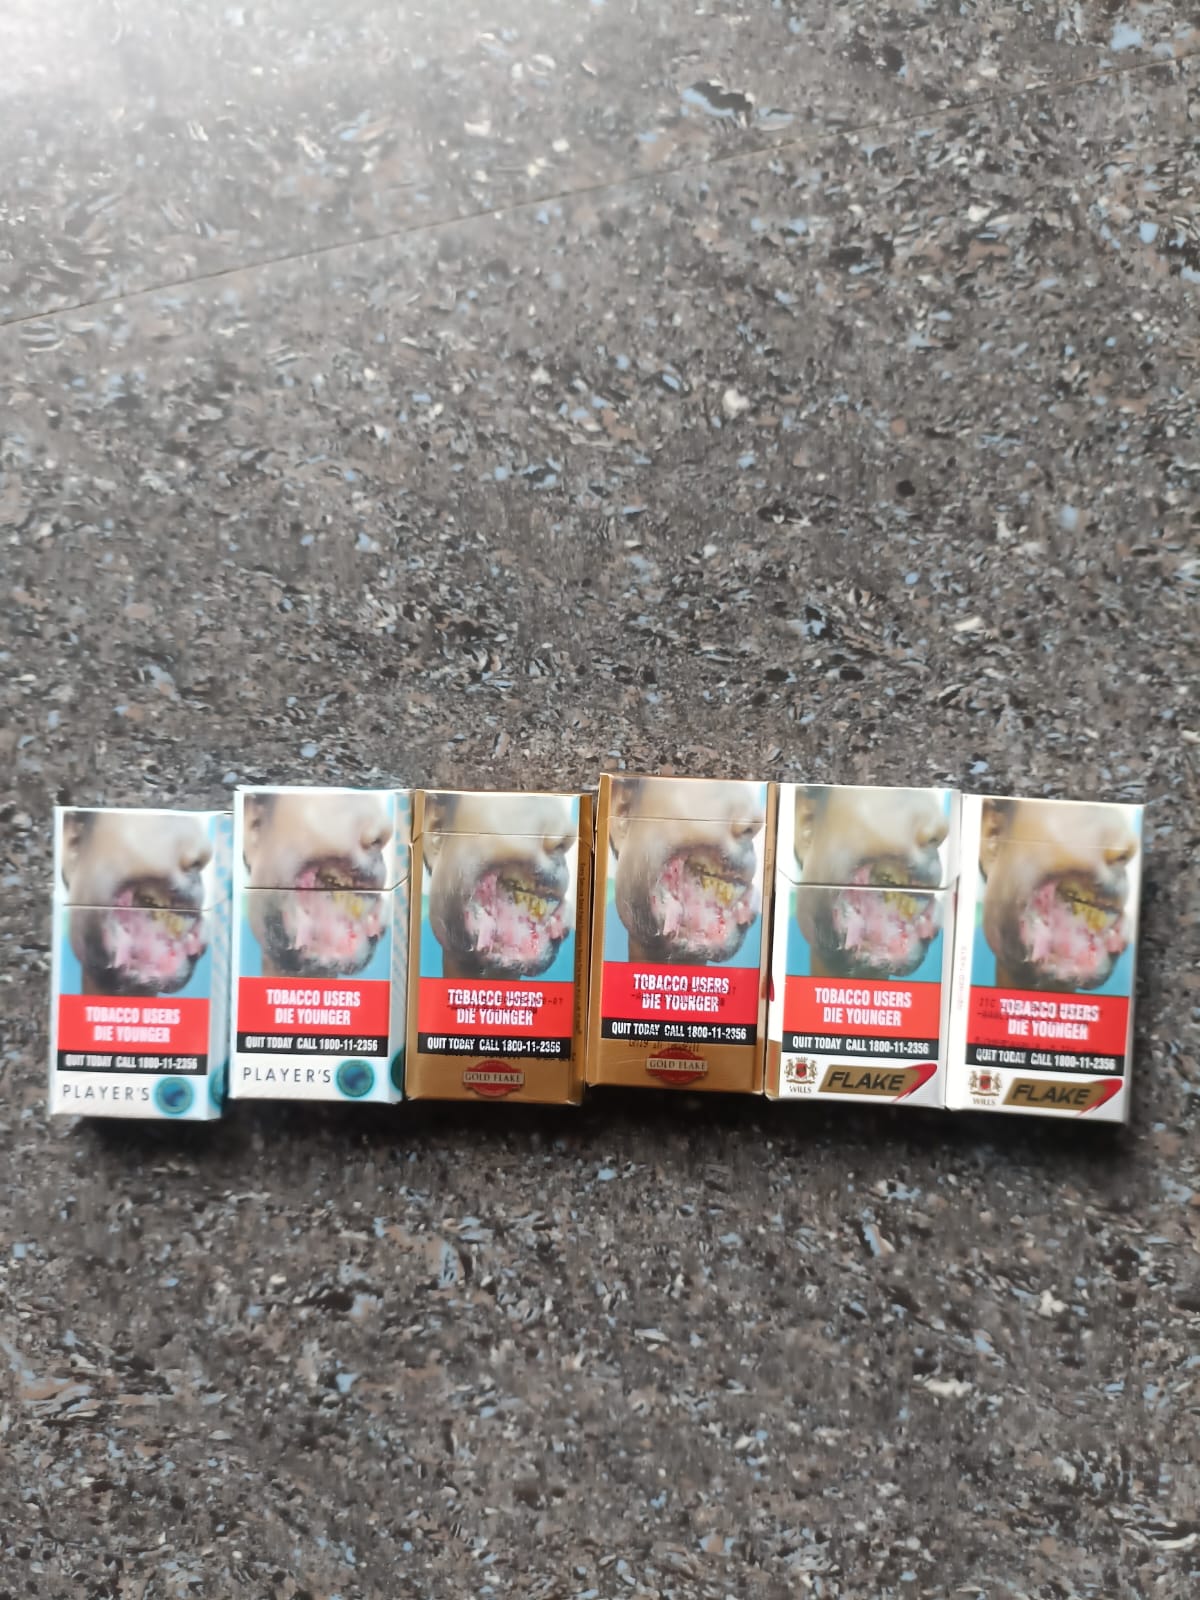 TOBACCO USERS
DIE YOUNGER
QUIT TODAY CALL 1800-11-2356
PLAYER'S
TOBACCO USERS
DIE YOUNGER
QUIT TODAY CALL 1800-11-2356
PLAYER'S
TOBACCO USERS
DIE YOUNGER
QUIT TODAY CALL 1800-11-2356
GOLD FLAKE
TOBACCO USERS
DIE YOUNGER
QUIT TODAY CALL 1800-11-2356
GOLD FLAKE
TOBACCO USERS
DIE YOUNGER
QUIT TODAY CALL 1800-11-2356
WILLS
FLAKE
TOBACCO USERS
DIE YOUNGER
QUIT TODAY CALL 1800-11-2356
WILLS
FLAKE